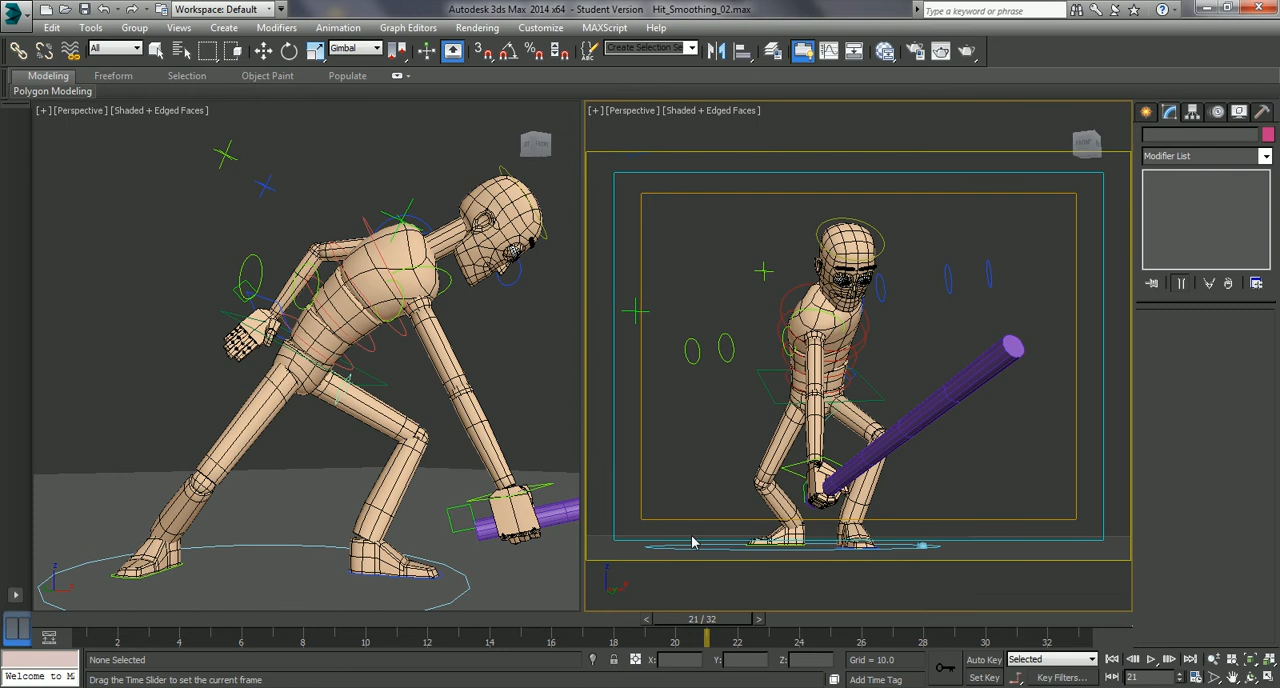 Workspace: Default
Autodesk 3ds Max 2014 x64 - Student Version Hit_Smoothing_02.max
Type a keyword or phrase
Edit Tools Group Views Create Modifiers Animation Graph Editors Rendering Customize MAXScript Help
All Gimbal Create Selection Se
Modeling Freeform Selection Object Paint Populate
Polygon Modeling
[+] [Perspective] [Shaded + Edged Faces]
[+] [Perspective] [Shaded + Edged Faces]
Modifier List
< 21 / 32 >
2 4 6 8 10 12 14 16 18 20 22 24 26 28 30 32
None Selected X: Y: Z: Grid = 10.0 Auto Key Selected
Welcome to M Drag the Time Slider to set the current frame Add Time Tag Set Key Key Filters... 21